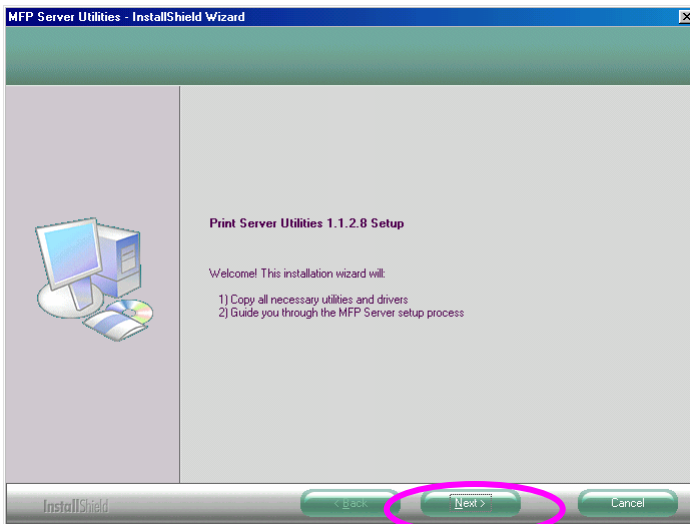 MFP Server Utilities - InstallShield Wizard
Print Server Utilities 1.1.2.8 Setup
Welcome! This installation wizard will:
1) Copy all necessary utilities and drivers
2) Guide you through the MFP Server setup process
InstallShield
< Back
Next >
Cancel